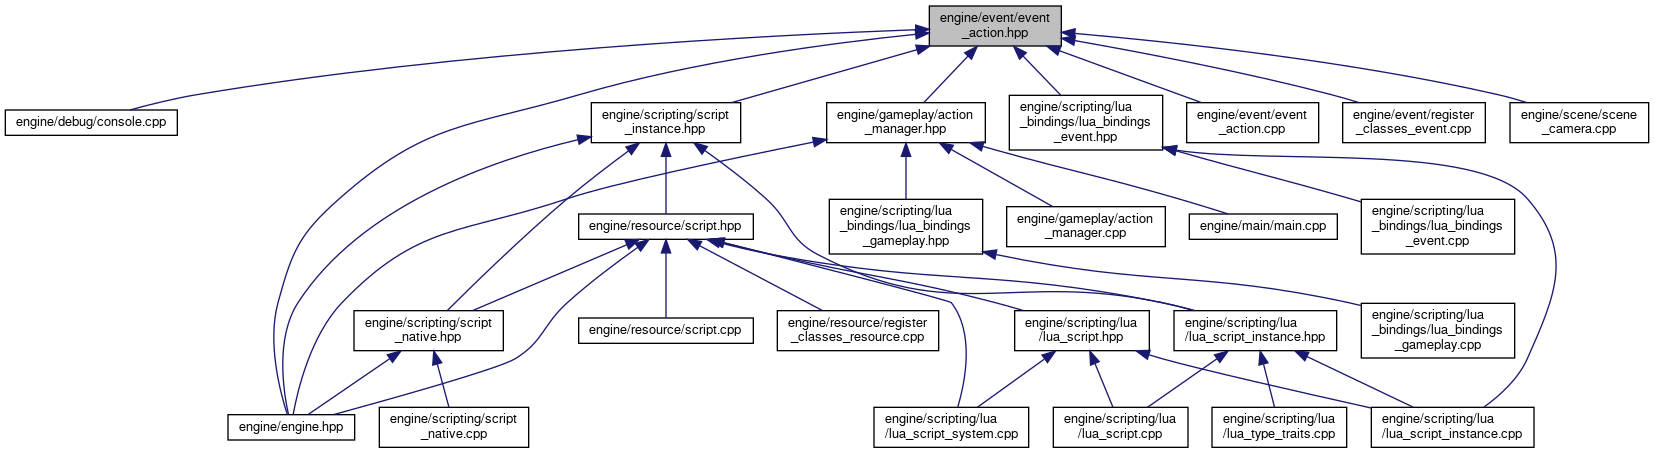 engine/event/event
_action.hpp
engine/debug/console.cpp
engine/scripting/script
_instance.hpp
engine/gameplay/action
_manager.hpp
engine/scripting/lua
_bindings/lua_bindings
_event.hpp
engine/event/event
_action.cpp
engine/event/register
_classes_event.cpp
engine/scene/scene
_camera.cpp
engine/resource/script.hpp
engine/scripting/lua
_bindings/lua_bindings
_gameplay.hpp
engine/gameplay/action
_manager.cpp
engine/main/main.cpp
engine/scripting/lua
_bindings/lua_bindings
_event.cpp
engine/scripting/script
_native.hpp
engine/resource/script.cpp
engine/resource/register
_classes_resource.cpp
engine/scripting/lua
/lua_script.hpp
engine/scripting/lua
/lua_script_instance.hpp
engine/scripting/lua
_bindings/lua_bindings
_gameplay.cpp
engine/engine.hpp
engine/scripting/script
_native.cpp
engine/scripting/lua
/lua_script_system.cpp
engine/scripting/lua
/lua_script.cpp
engine/scripting/lua
/lua_type_traits.cpp
engine/scripting/lua
/lua_script_instance.cpp